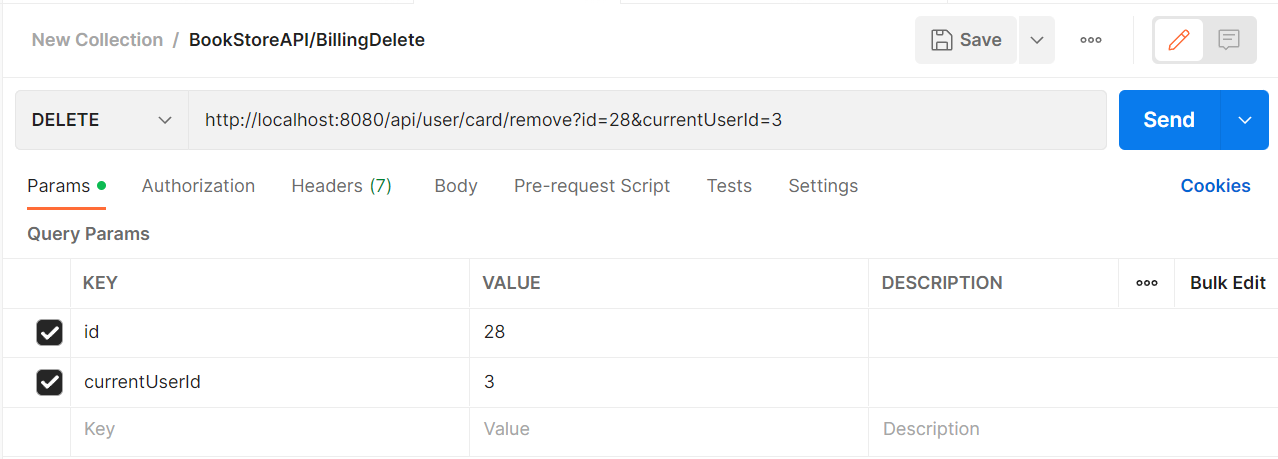 New Collection / BookStoreAPI/BillingDelete Save
DELETE http://localhost:8080/api/user/card/remove?id=28&currentUserId=3 Send
Params Authorization Headers (7) Body Pre-request Script Tests Settings Cookies
Query Params
KEY VALUE DESCRIPTION Bulk Edit
id 28
currentUserId 3
Key Value Description